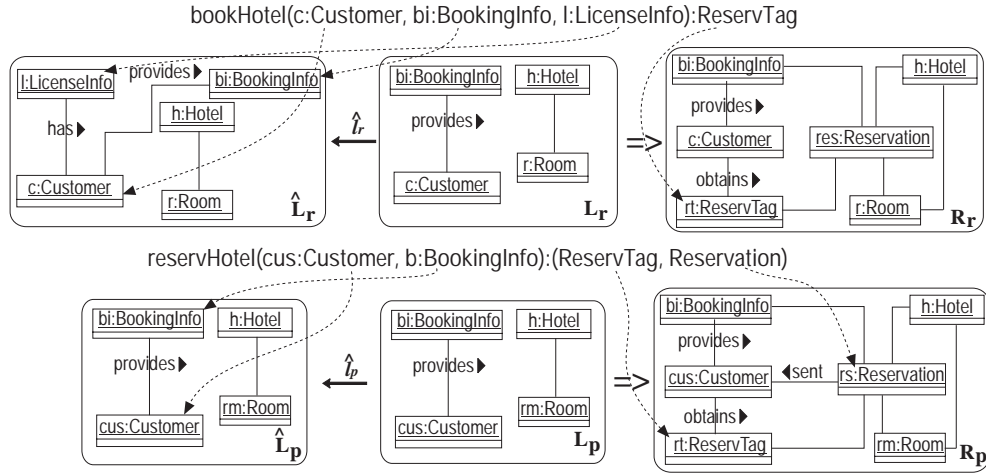 bookHotel(c:Customer, bi:BookingInfo, l:LicenseInfo):ReservTag
l:LicenseInfo
provides
bi:BookingInfo
h:Hotel
has
c:Customer
r:Room
L̂r
l̂r
bi:BookingInfo
h:Hotel
provides
c:Customer
r:Room
Lr
bi:BookingInfo
h:Hotel
provides
c:Customer
res:Reservation
obtains
rt:ReservTag
r:Room
Rr
reservHotel(cus:Customer, b:BookingInfo):(ReservTag, Reservation)
bi:BookingInfo
h:Hotel
provides
rm:Room
cus:Customer
L̂p
l̂p
bi:BookingInfo
h:Hotel
provides
rm:Room
cus:Customer
Lp
bi:BookingInfo
h:Hotel
provides
cus:Customer
sent
rs:Reservation
obtains
rt:ReservTag
rm:Room
Rp